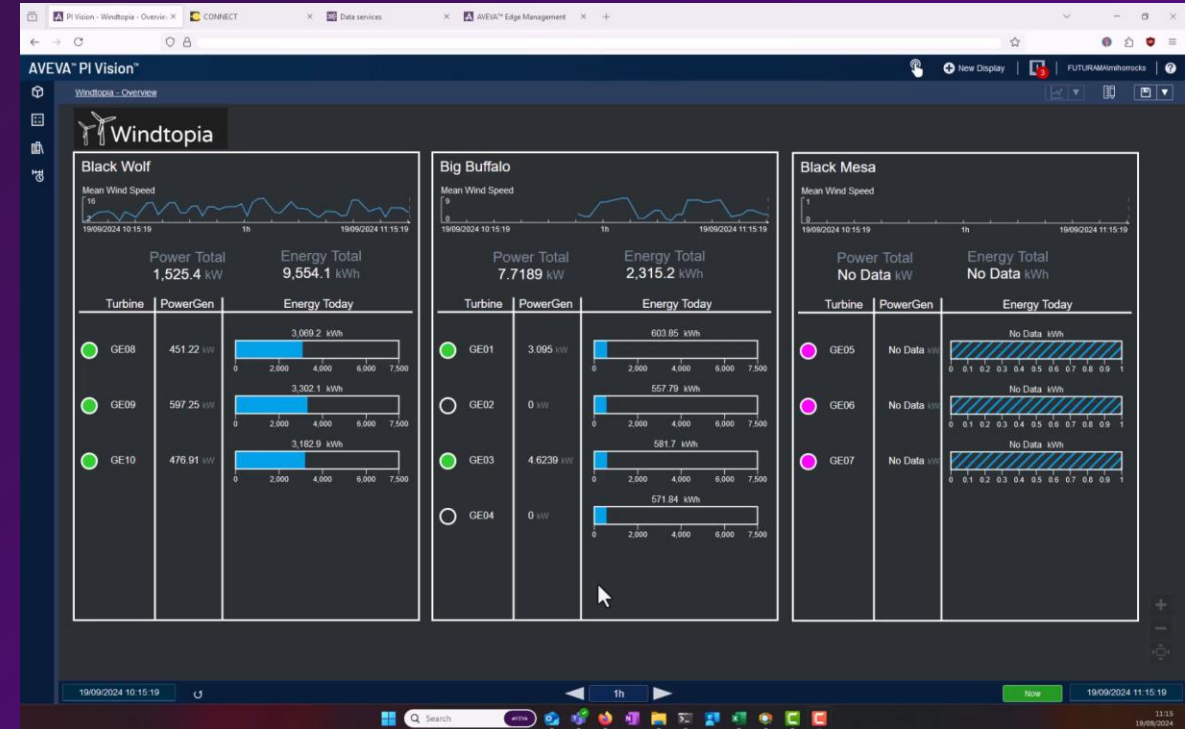 PI Vision - Windtopia - Overvie
CONNECT
Data services
AVEVA™ Edge Management
AVEVA™ PI Vision™
New Display
3
Windtopia - Overview
Windtopia
Black Wolf
Mean Wind Speed
16
2
19/09/2024 10:15:19 1h 19/09/2024 11:15:19
Power Total Energy Total
1,525.4 kW 9,554.1 kWh
Turbine PowerGen Energy Today
3,069.2 kWh
GE08 451.22 kW
0 2,000 4,000 6,000 7,500
3,302.1 kWh
GE09 597.25 kW
0 2,000 4,000 6,000 7,500
3,182.9 kWh
GE10 476.91 kW
0 2,000 4,000 6,000 7,500
Big Buffalo
Mean Wind Speed
9
0
19/09/2024 10:15:19 1h 19/09/2024 11:15:19
Power Total Energy Total
7.7189 kW 2,315.2 kWh
Turbine PowerGen Energy Today
603.85 kWh
GE01 3.095 kW
0 2,000 4,000 6,000 7,500
557.79 kWh
GE02 0 kW
0 2,000 4,000 6,000 7,500
581.7 kWh
GE03 4.6239 kW
0 2,000 4,000 6,000 7,500
571.84 kWh
GE04 0 kW
0 2,000 4,000 6,000 7,500
Black Mesa
Mean Wind Speed
1
0
19/09/2024 10:15:19 1h 19/09/2024 11:15:19
Power Total Energy Total
No Data kW No Data kWh
Turbine PowerGen Energy Today
No Data kWh
GE05 No Data kW
0 0.1 0.2 0.3 0.4 0.5 0.6 0.7 0.8 0.9 1
No Data kWh
GE06 No Data kW
0 0.1 0.2 0.3 0.4 0.5 0.6 0.7 0.8 0.9 1
No Data kWh
GE07 No Data kW
0 0.1 0.2 0.3 0.4 0.5 0.6 0.7 0.8 0.9 1
19/09/2024 10:15:19 1h Now 19/09/2024 11:15:19
Search
AVEVA
11:15
19/09/2024